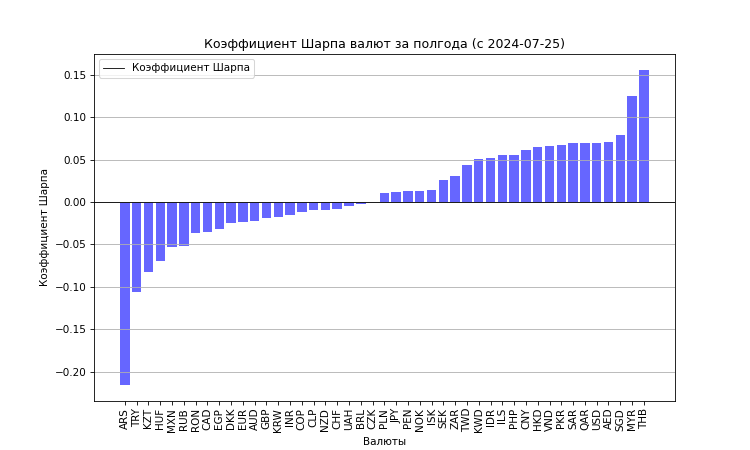 Коэффициент Шарпа валют за полгода (с 2024-07-25)
Коэффициент Шарпа
0.15
0.10
0.05
0.00
−0.05
−0.10
−0.15
−0.20
Коэффициент Шарпа
ARS
TRY
KZT
HUF
MXN
RUB
RON
CAD
EGP
DKK
EUR
AUD
GBP
KRW
INR
COP
CLP
NZD
CHF
UAH
BRL
CZK
PLN
JPY
PEN
NOK
ISK
SEK
ZAR
TWD
KWD
IDR
ILS
PHP
CNY
HKD
VND
PKR
SAR
QAR
USD
AED
SGD
MYR
THB
Валюты